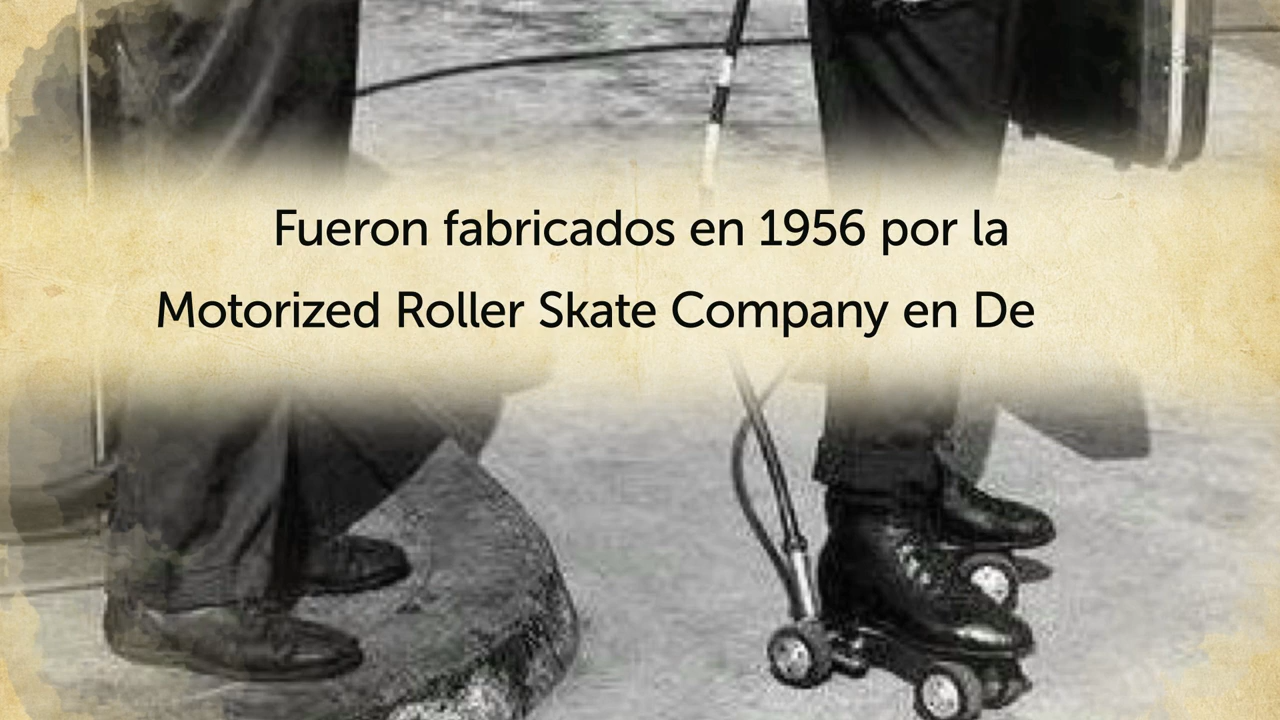 Fueron fabricados en 1956 por la
Motorized Roller Skate Company en De